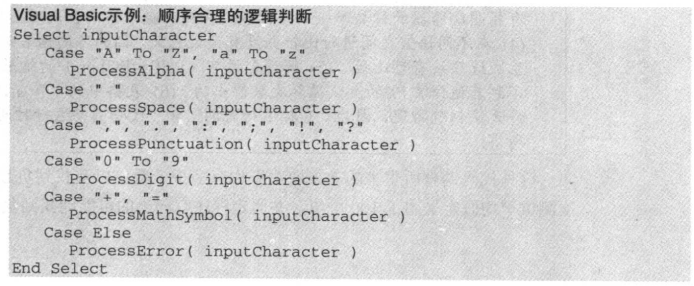 Visual Basic示例：顺序合理的逻辑判断
Select inputCharacter
Case "A" To "Z", "a" To "z"
ProcessAlpha( inputCharacter )
Case " "
ProcessSpace( inputCharacter )
Case ",", ".", ":", ";", "!", "?"
ProcessPunctuation( inputCharacter )
Case "0" To "9"
ProcessDigit( inputCharacter )
Case "+", "="
ProcessMathSymbol( inputCharacter )
Case Else
ProcessError( inputCharacter )
End Select